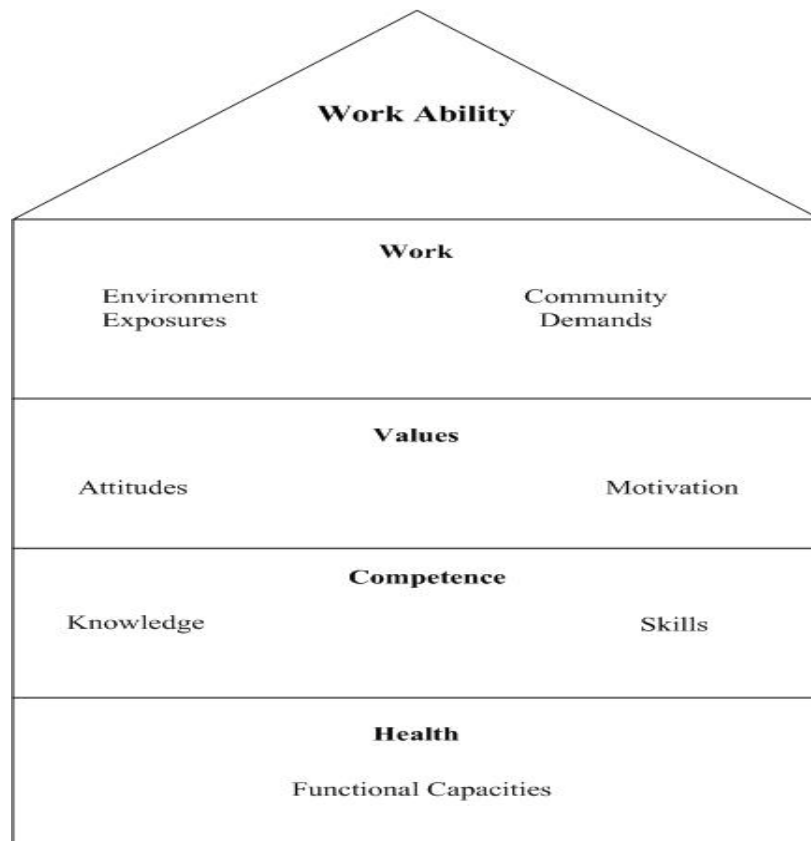 Work Ability
Work
Environment Community
Exposures Demands
Values
Attitudes Motivation
Competence
Knowledge Skills
Health
Functional Capacities